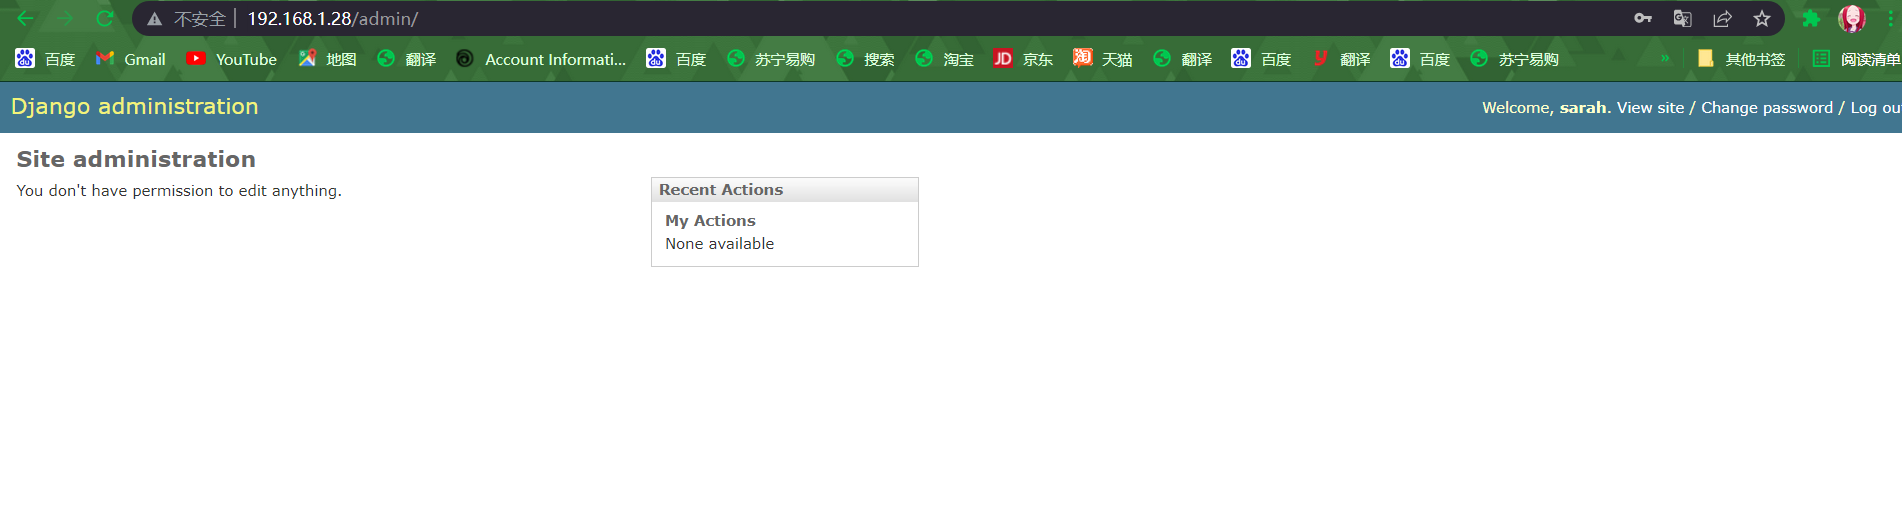 不安全 | 192.168.1.28/admin/
百度 Gmail YouTube 地图 翻译 Account Informati... 百度 苏宁易购 搜索 淘宝 JD 京东 淘 天猫 翻译 百度 翻译 百度 苏宁易购 » 其他书签 阅读清单
Django administration
Welcome, sarah. View site / Change password / Log ou
Site administration
You don't have permission to edit anything.
Recent Actions
My Actions
None available